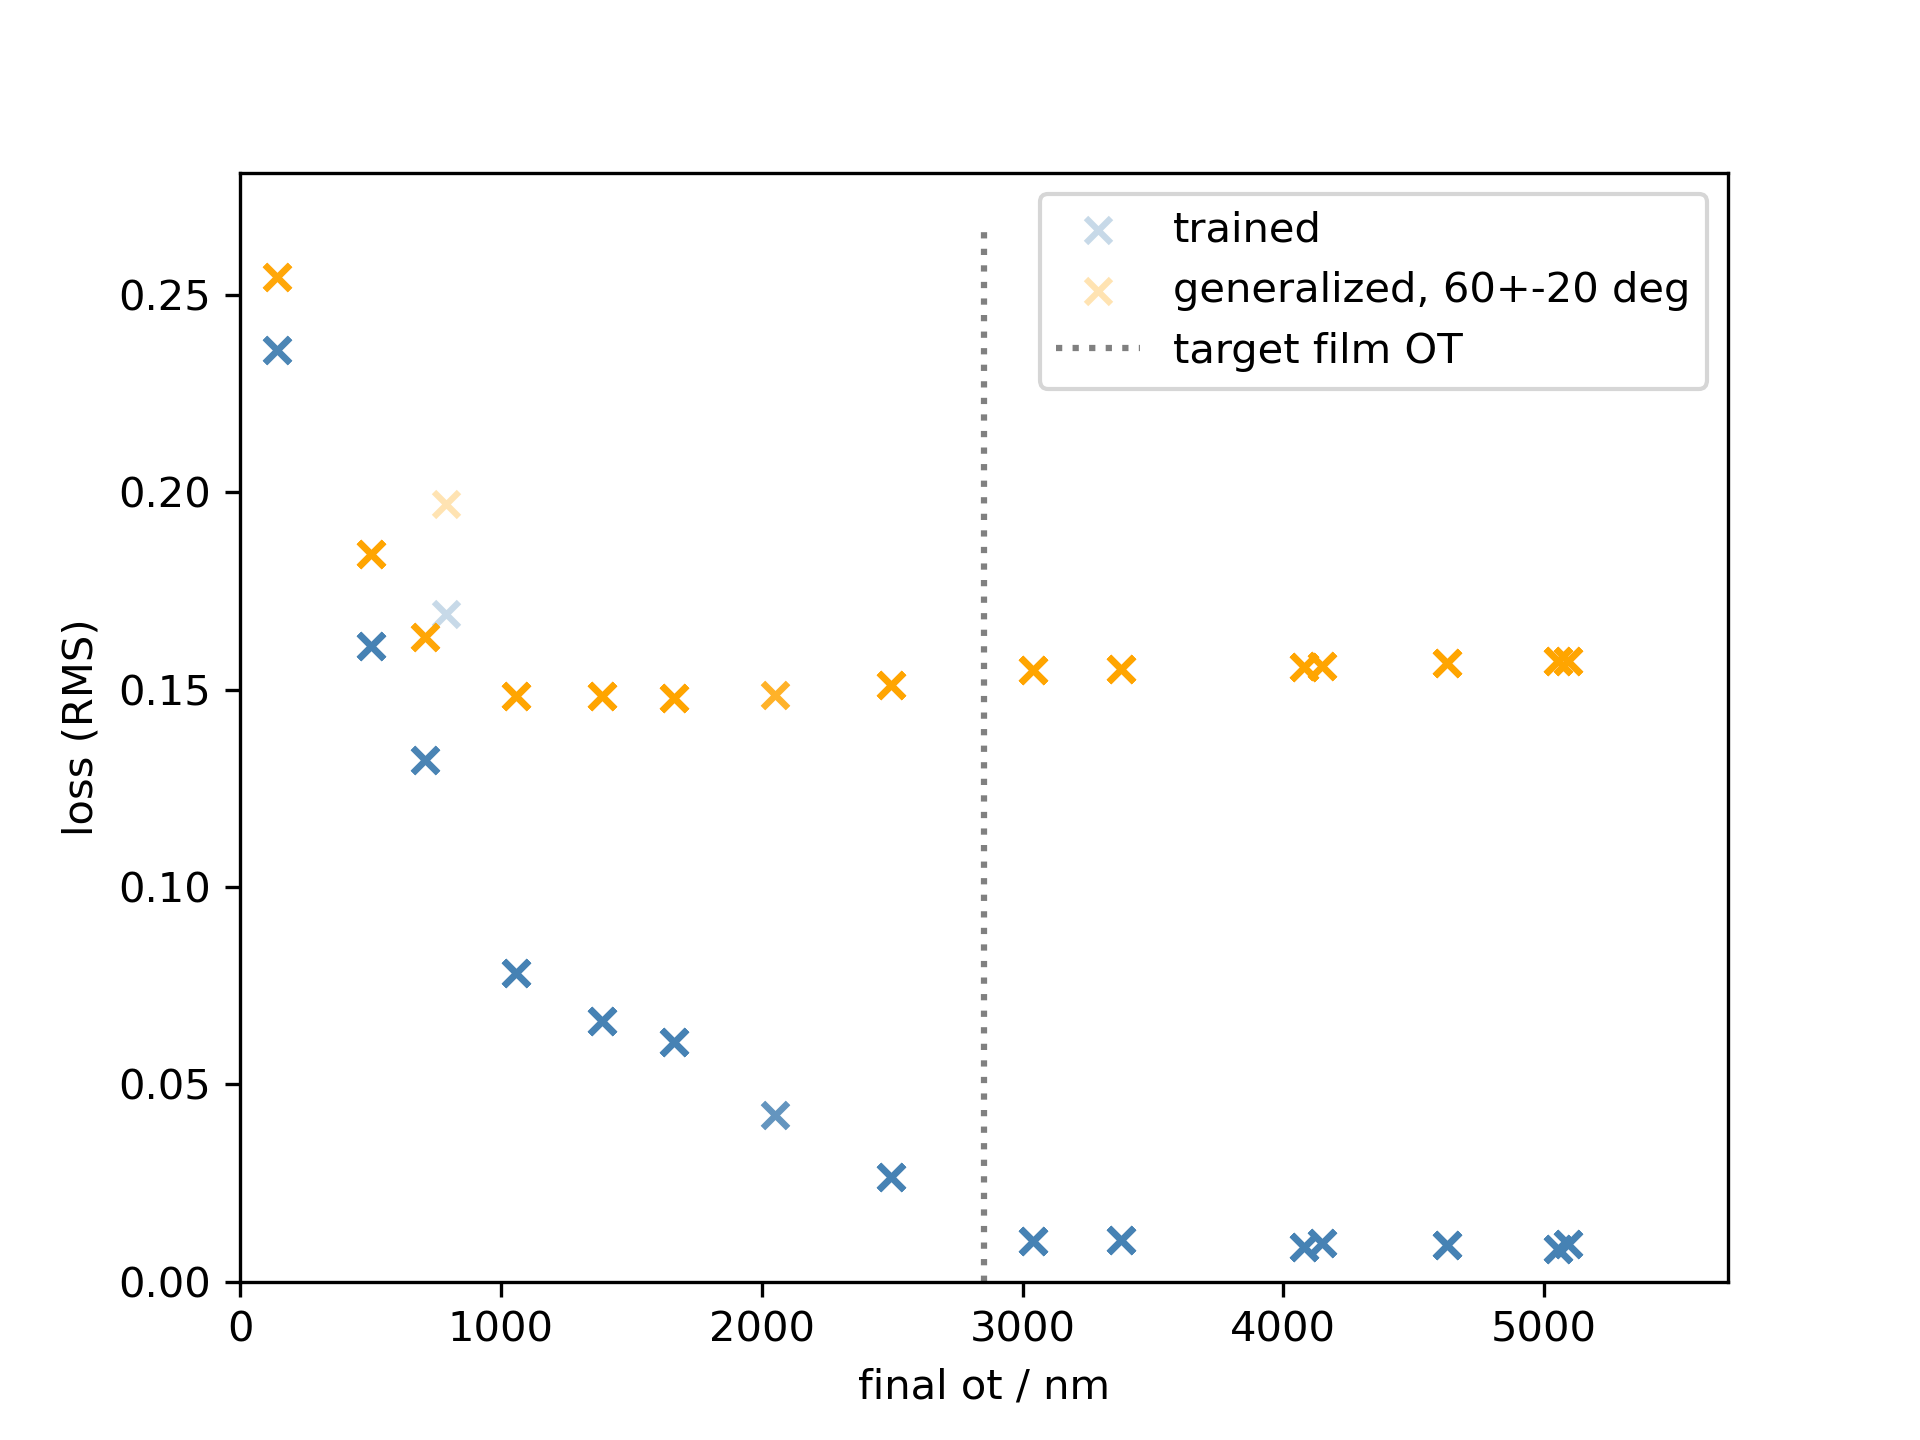 trained
generalized, 60+-20 deg
target film OT
0.25
0.20
0.15
0.10
0.05
0.00
loss (RMS)
0 1000 2000 3000 4000 5000
final ot / nm